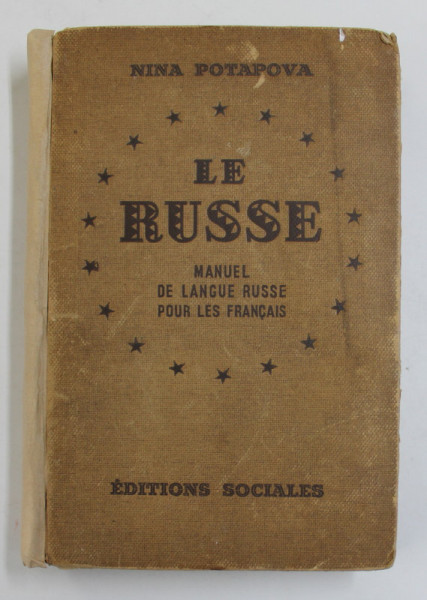 NINA POTAPOVA
LE
RUSSE
MANUEL
DE LANGUE RUSSE
POUR LES FRANÇAIS
ÉDITIONS SOCIALES